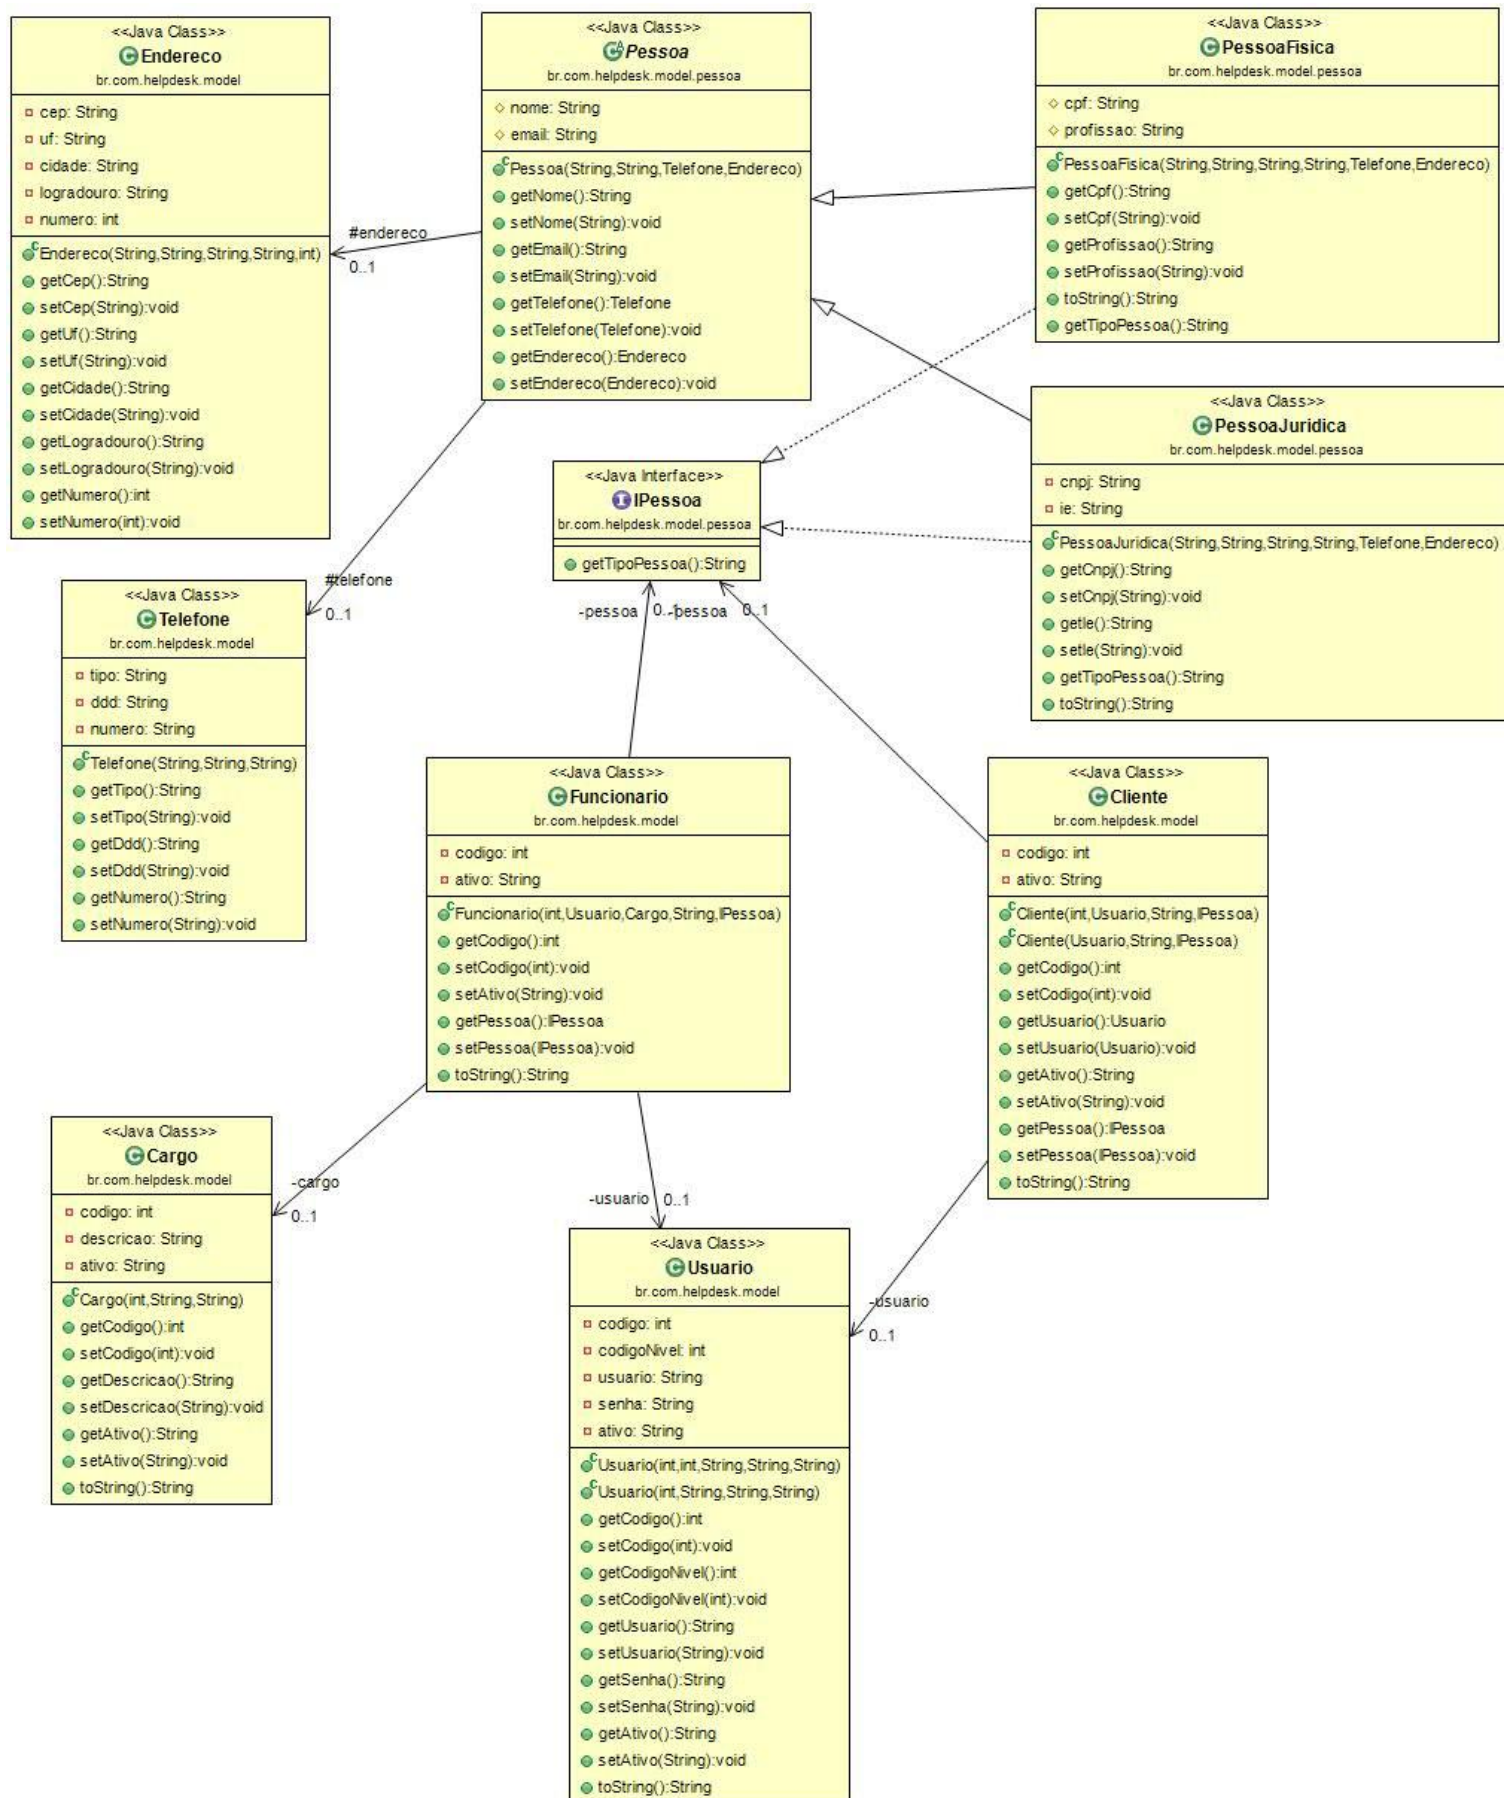 <<Java Class>>
Endereco
br.com.helpdesk.model
cep: String
uf: String
cidade: String
logradouro: String
numero: int
Endereco(String,String,String,String,int)
getCep():String
setCep(String):void
getUf():String
setUf(String):void
getCidade():String
setCidade(String):void
getLogradouro():String
setLogradouro(String):void
getNumero():int
setNumero(int):void
<<Java Class>>
Pessoa
br.com.helpdesk.model.pessoa
nome: String
email: String
Pessoa(String,String,Telefone,Endereco)
getNome():String
setNome(String):void
getEmail():String
setEmail(String):void
getTelefone():Telefone
setTelefone(Telefone):void
getEndereco():Endereco
setEndereco(Endereco):void
<<Java Class>>
PessoaFisica
br.com.helpdesk.model.pessoa
cpf: String
profissao: String
PessoaFisica(String,String,String,String,Telefone,Endereco)
getCpf():String
setCpf(String):void
getProfissao():String
setProfissao(String):void
toString():String
getTipoPessoa():String
#endereco
0..1
<<Java Class>>
PessoaJuridica
br.com.helpdesk.model.pessoa
cnpj: String
ie: String
PessoaJuridica(String,String,String,String,Telefone,Endereco)
getCnpj():String
setCnpj(String):void
getIe():String
setIe(String):void
getTipoPessoa():String
toString():String
<<Java Interface>>
IPessoa
br.com.helpdesk.model.pessoa
getTipoPessoa():String
#telefone
0..1
-pessoa 0..1
-pessoa 0..1
<<Java Class>>
Telefone
br.com.helpdesk.model
tipo: String
ddd: String
numero: String
Telefone(String,String,String)
getTipo():String
setTipo(String):void
getDdd():String
setDdd(String):void
getNumero():String
setNumero(String):void
<<Java Class>>
Funcionario
br.com.helpdesk.model
codigo: int
ativo: String
Funcionario(int,Usuario,Cargo,String,IPessoa)
getCodigo():int
setCodigo(int):void
setAtivo(String):void
getPessoa():IPessoa
setPessoa(IPessoa):void
toString():String
<<Java Class>>
Cliente
br.com.helpdesk.model
codigo: int
ativo: String
Cliente(int,Usuario,String,IPessoa)
Cliente(Usuario,String,IPessoa)
getCodigo():int
setCodigo(int):void
getUsuario():Usuario
setUsuario(Usuario):void
getAtivo():String
setAtivo(String):void
getPessoa():IPessoa
setPessoa(IPessoa):void
toString():String
<<Java Class>>
Cargo
br.com.helpdesk.model
codigo: int
descricao: String
ativo: String
Cargo(int,String,String)
getCodigo():int
setCodigo(int):void
getDescricao():String
setDescricao(String):void
getAtivo():String
setAtivo(String):void
toString():String
-cargo
0..1
-usuario 0..1
-usuario
0..1
<<Java Class>>
Usuario
br.com.helpdesk.model
codigo: int
codigoNivel: int
usuario: String
senha: String
ativo: String
Usuario(int,int,String,String,String)
Usuario(int,String,String,String)
getCodigo():int
setCodigo(int):void
getCodigoNivel():int
setCodigoNivel(int):void
getUsuario():String
setUsuario(String):void
getSenha():String
setSenha(String):void
getAtivo():String
setAtivo(String):void
toString():String